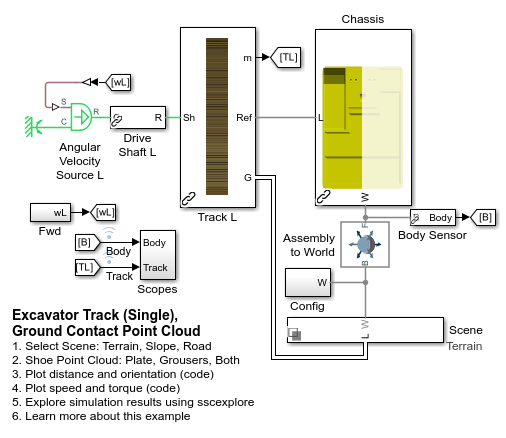 Chassis
m
[TL]
[wL]
S
R
C
R
Sh
Ref
L
Angular
Velocity
Source L
Drive
Shaft L
G
W
Track L
wL
[wL]
Fwd
[B]
Body
Body
[TL]
Track
Track
Scopes
F
Body
[B]
Body Sensor
Assembly
to World
B
W
Config
W
L
Scene
Terrain
Excavator Track (Single),
Ground Contact Point Cloud
1. Select Scene: Terrain, Slope, Road
2. Shoe Point Cloud: Plate, Grousers, Both
3. Plot distance and orientation (code)
4. Plot speed and torque (code)
5. Explore simulation results using sscexplore
6. Learn more about this example